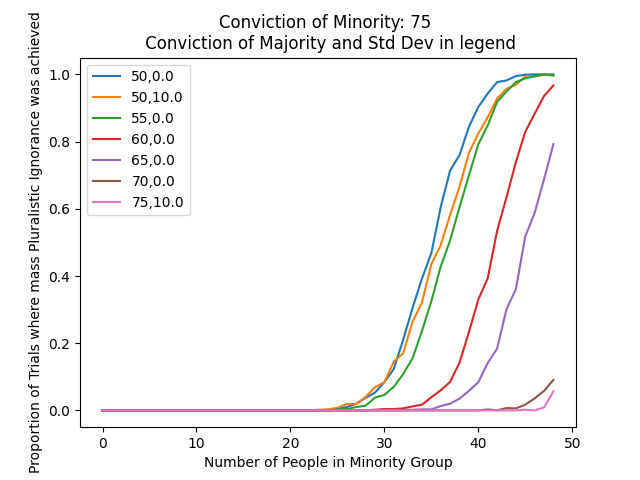 Conviction of Minority: 75
Conviction of Majority and Std Dev in legend
Proportion of Trials where mass Pluralistic Ignorance was achieved
1.0
0.8
0.6
0.4
0.2
0.0
50,0.0
50,10.0
55,0.0
60,0.0
65,0.0
70,0.0
75,10.0
0 10 20 30 40 50
Number of People in Minority Group